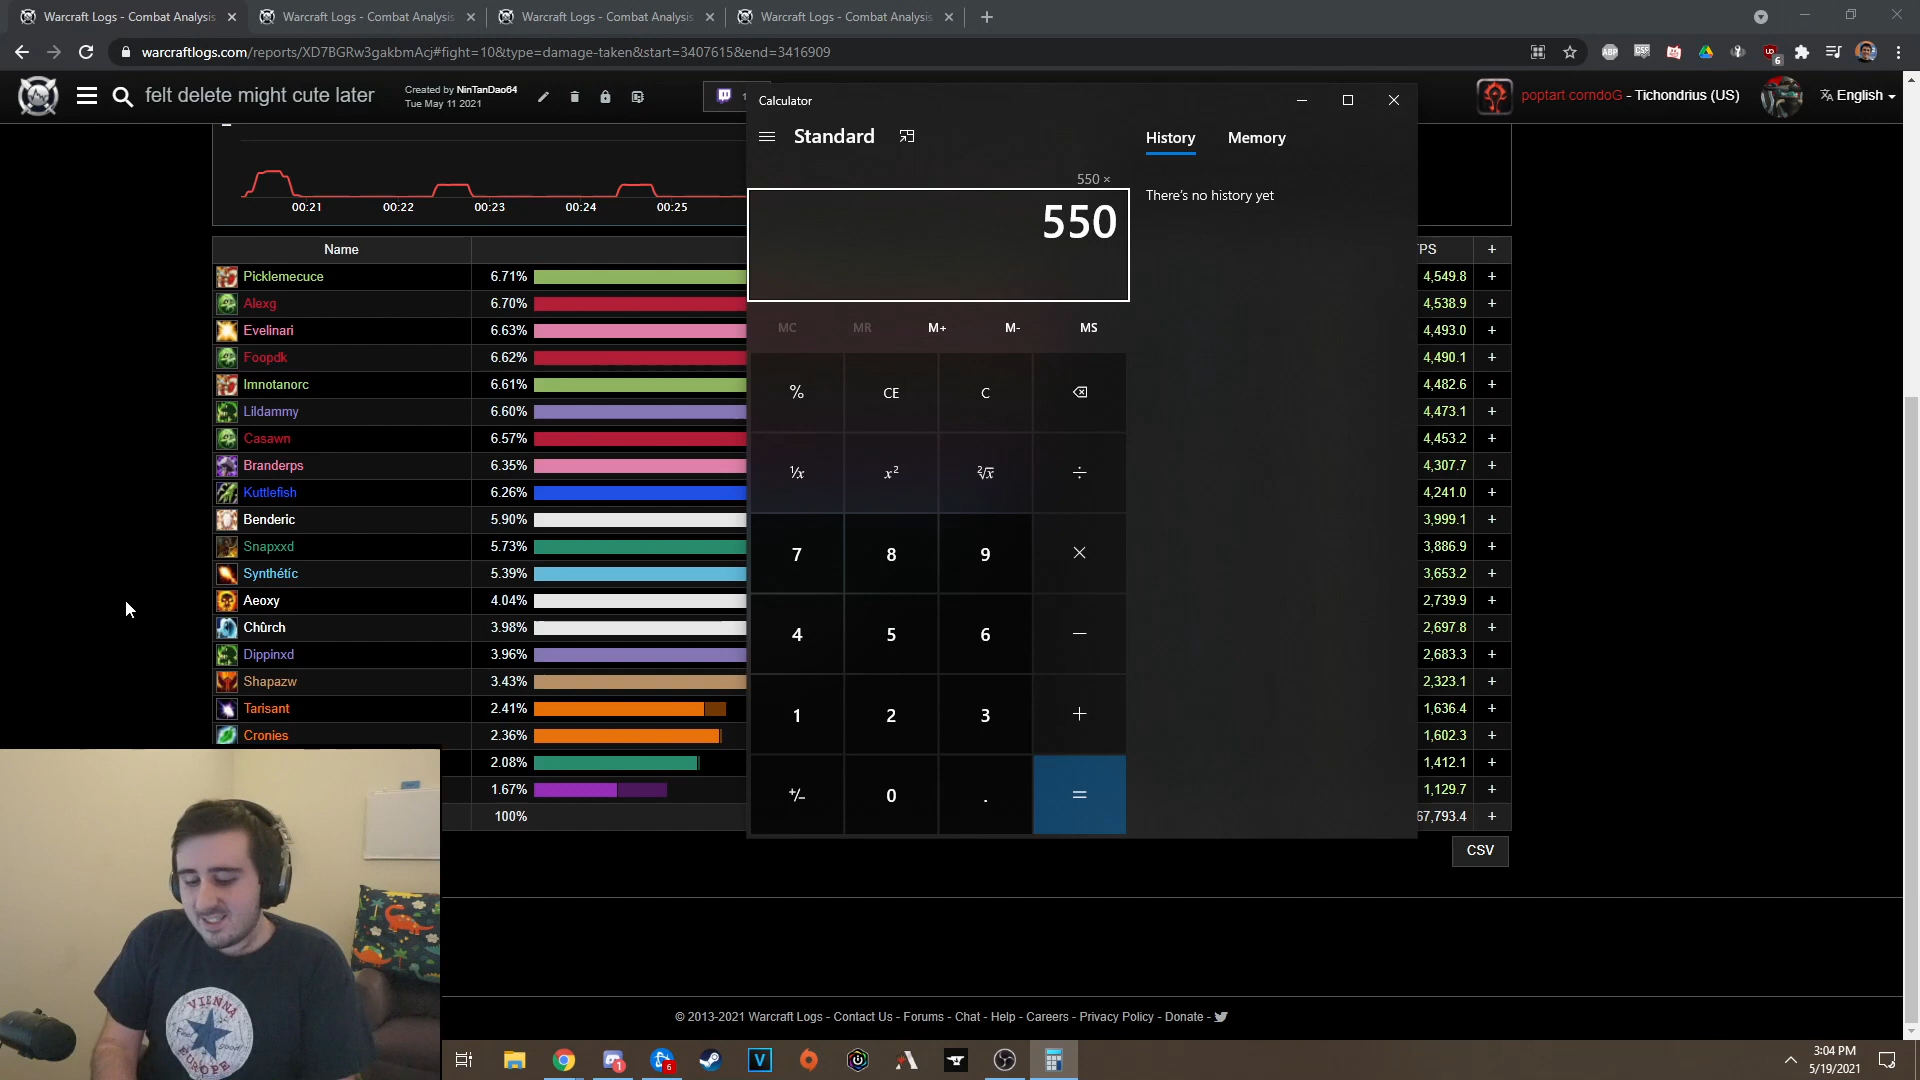 Warcraft Logs - Combat Analysis
Warcraft Logs - Combat Analysis
Warcraft Logs - Combat Analysis
Warcraft Logs - Combat Analysis
warcraftlogs.com/reports/XD7BGRw3gakbmAcj#fight=10&type=damage-taken&start=3407615&end=3416909
ABP
6
felt delete might cute later
Created by NinTanDao64
Tue May 11 2021
poptart corndoG - Tichondrius (US)
English
Calculator
Standard
History
Memory
There's no history yet
550 ×
550
MC MR M+ M- MS
% CE C
1/x x² ²√x ÷
7 8 9 ×
4 5 6 −
1 2 3 +
+/− 0 . =
00:21 00:22 00:23 00:24 00:25
Name +
Picklemecuce 6.71% 4,549.8 +
Alexg 6.70% 4,538.9 +
Evelinari 6.63% 4,493.0 +
Foopdk 6.62% 4,490.1 +
Imnotanorc 6.61% 4,482.6 +
Lildammy 6.60% 4,473.1 +
Casawn 6.57% 4,453.2 +
Branderps 6.35% 4,307.7 +
Kuttlefish 6.26% 4,241.0 +
Benderic 5.90% 3,999.1 +
Snapxxd 5.73% 3,886.9 +
Synthétíc 5.39% 3,653.2 +
Aeoxy 4.04% 2,739.9 +
Chûrch 3.98% 2,697.8 +
Dippinxd 3.96% 2,683.3 +
Shapazw 3.43% 2,323.1 +
Tarisant 2.41% 1,636.4 +
Cronies 2.36% 1,602.3 +
2.08% 1,412.1 +
1.67% 1,129.7 +
100% 67,793.4 +
CSV
VIENNA
EUROPE
© 2013-2021 Warcraft Logs - Contact Us - Forums - Chat - Help - Careers - Privacy Policy - Donate -
1
6
V
3:04 PM
5/19/2021